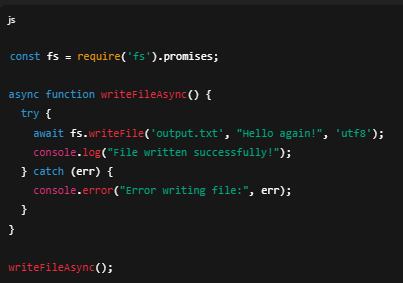 js
const fs = require('fs').promises;
async function writeFileAsync() {
try {
await fs.writeFile('output.txt', "Hello again!", 'utf8');
console.log("File written successfully!");
} catch (err) {
console.error("Error writing file:", err);
}
}
writeFileAsync();